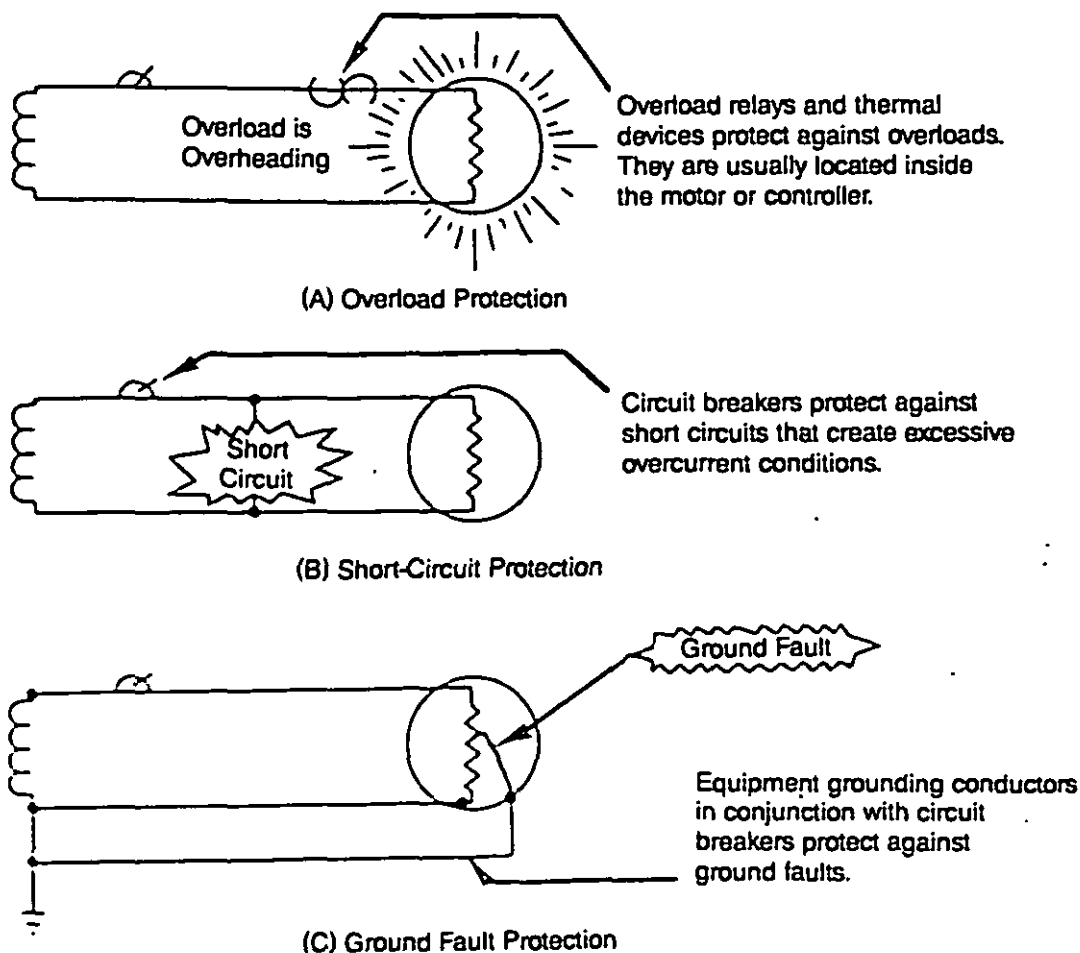 Overload is
Overheading
Overload relays and thermal
devices protect against overloads.
They are usually located inside
the motor or controller.
(A) Overload Protection
Short
Circuit
Circuit breakers protect against
short circuits that create excessive
overcurrent conditions.
(B) Short-Circuit Protection
Ground Fault
Equipment grounding conductors
in conjunction with circuit
breakers protect against
ground faults.
(C) Ground Fault Protection